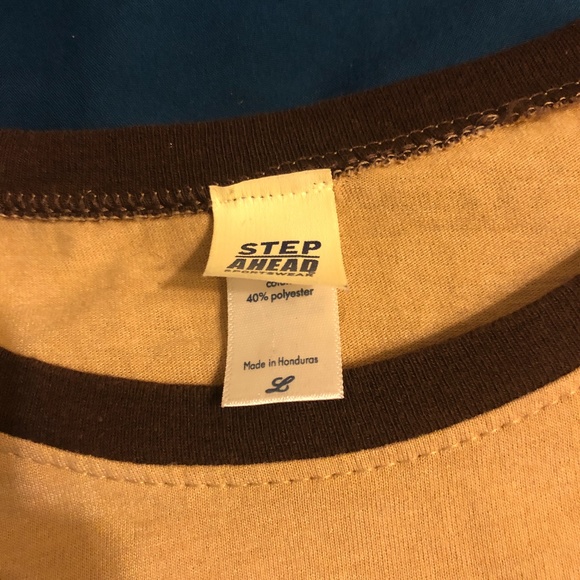 STEP
AHEAD
SPORTSWEAR
40% polyester
Made in Honduras
L